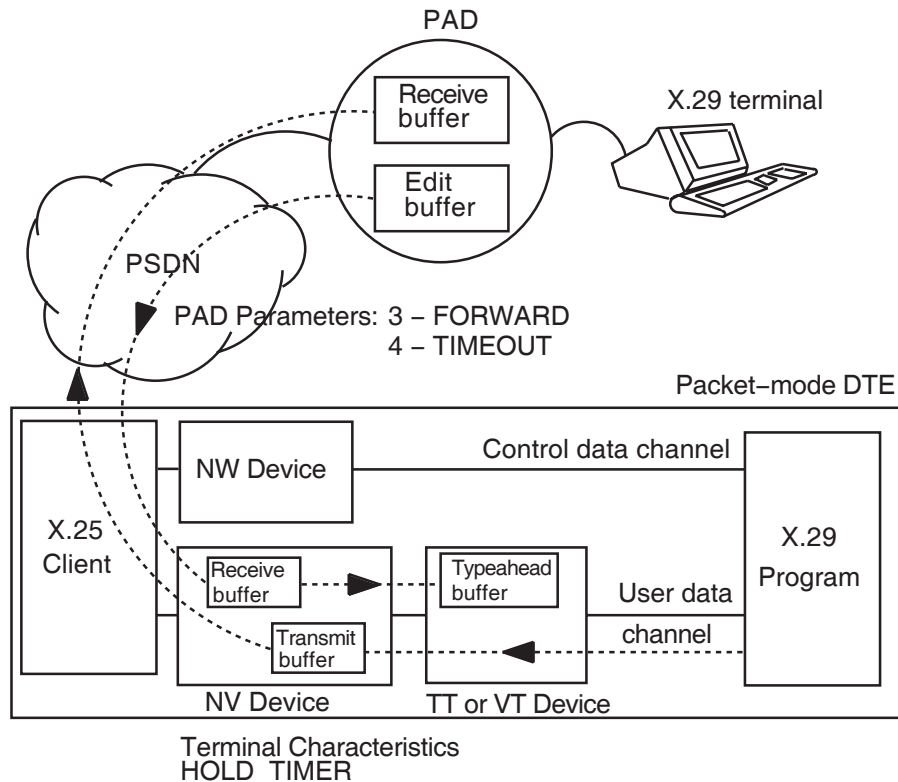 PAD
Receive
buffer
X.29 terminal
Edit
buffer
PSDN
PAD Parameters: 3 – FORWARD
4 – TIMEOUT
Packet–mode DTE
NW Device
Control data channel
X.25
Client
X.29
Program
Receive
buffer
Typeahead
buffer
User data
channel
Transmit
buffer
NV Device
TT or VT Device
Terminal Characteristics
HOLD TIMER